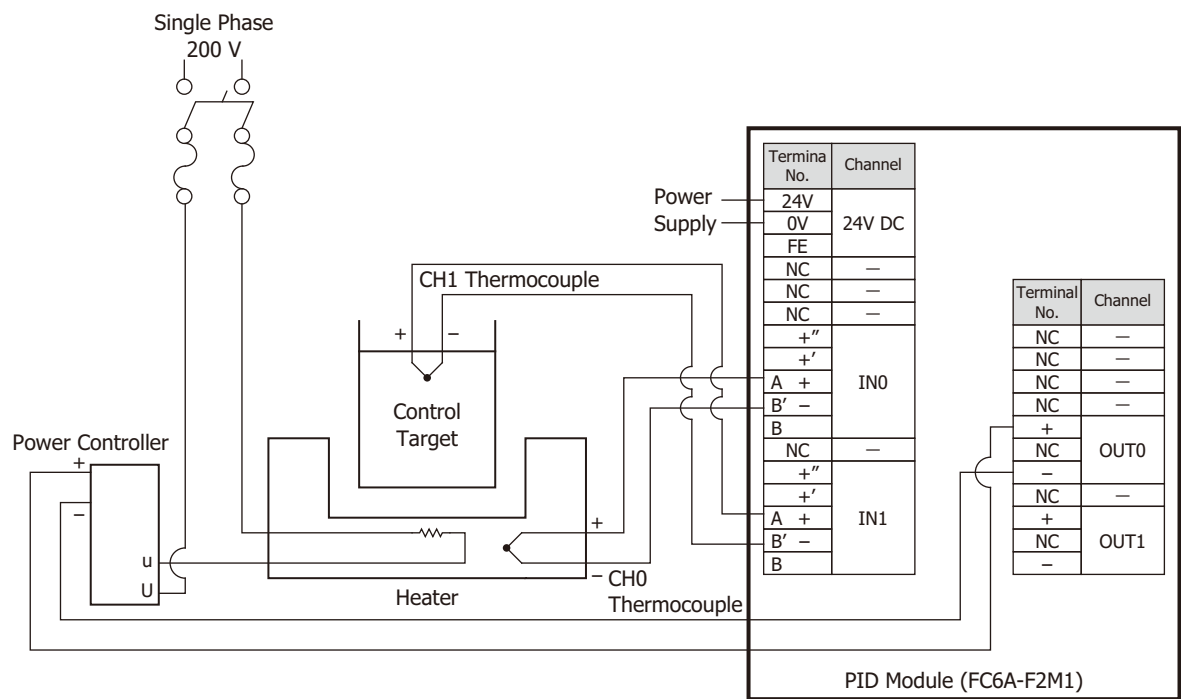 Single Phase
200 V
Termina
No.
Channel
Power
Supply
24V
0V
FE
24V DC
NC
—
NC
—
NC
—
+″
+′
A +
B′ −
B
IN0
NC
—
+″
+′
A +
B′ −
B
IN1
CH1 Thermocouple
+ −
Control
Target
Terminal
No.
Channel
NC
—
NC
—
NC
—
NC
—
+
NC
−
OUT0
NC
—
+
NC
−
OUT1
Power Controller
+
−
u
U
+
− CH0
Thermocouple
Heater
PID Module (FC6A-F2M1)